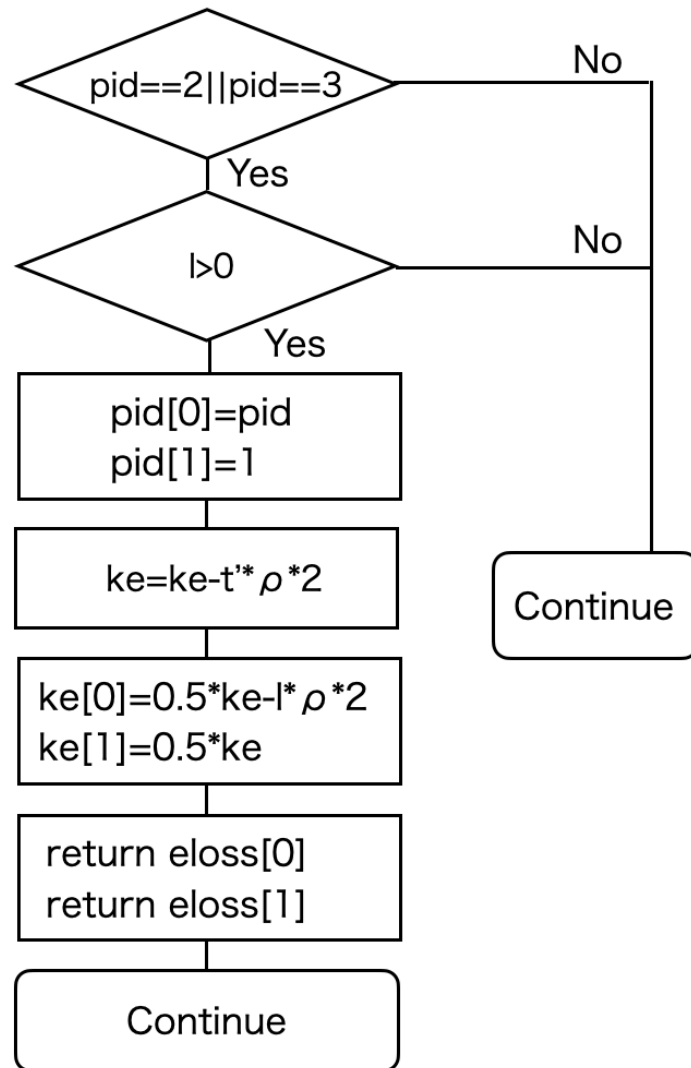 pid==2||pid==3
No
Yes
l>0
No
Yes
pid[0]=pid
pid[1]=1
ke=ke-t’*ρ*2
Continue
ke[0]=0.5*ke-l*ρ*2
ke[1]=0.5*ke
return eloss[0]
return eloss[1]
Continue